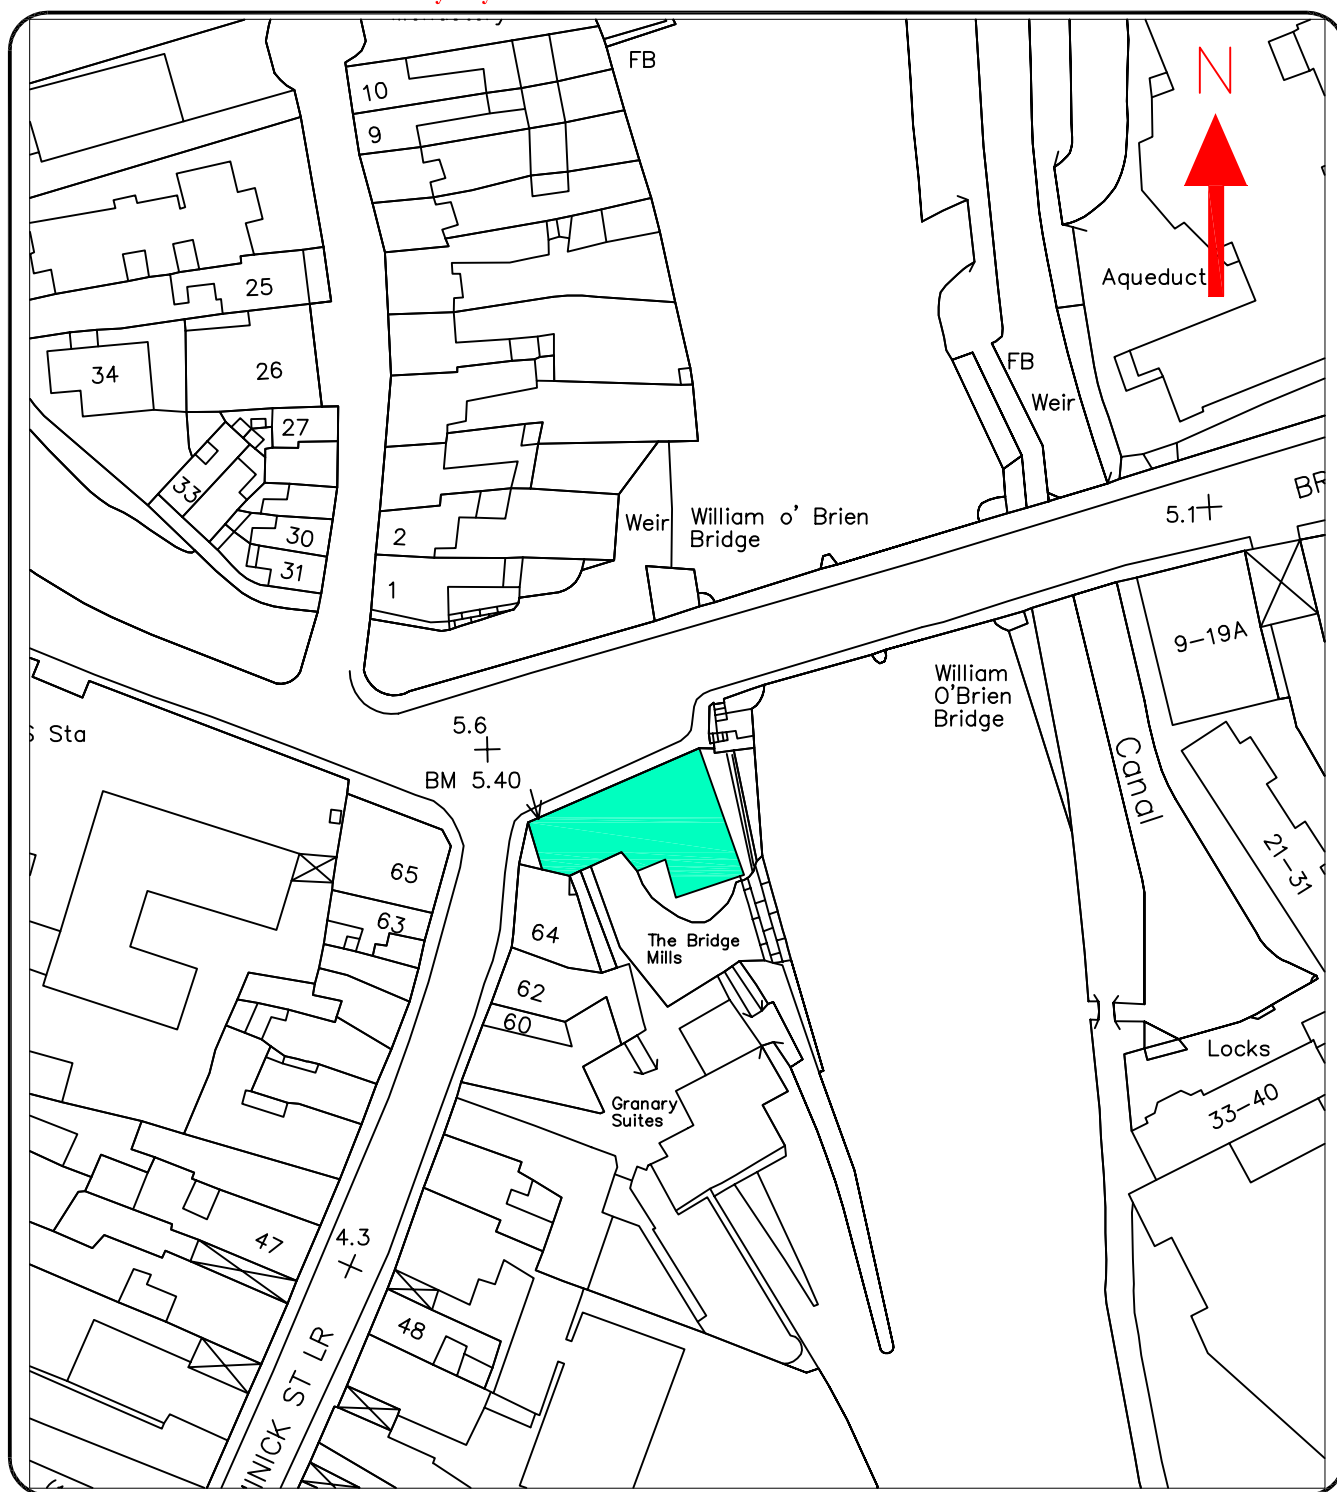 FB
N
10
9
Aqueduct
25
34
26
FB
Weir
27
33
30
31
2
1
Weir
William o' Brien
Bridge
5.1
BR
9-19A
William
O'Brien
Bridge
5.6
BM 5.40
Sta
Canal
21-31
65
63
64
The Bridge
Mills
62
60
Locks
Granary
Suites
33-40
47
4.3
48
INICK ST LR